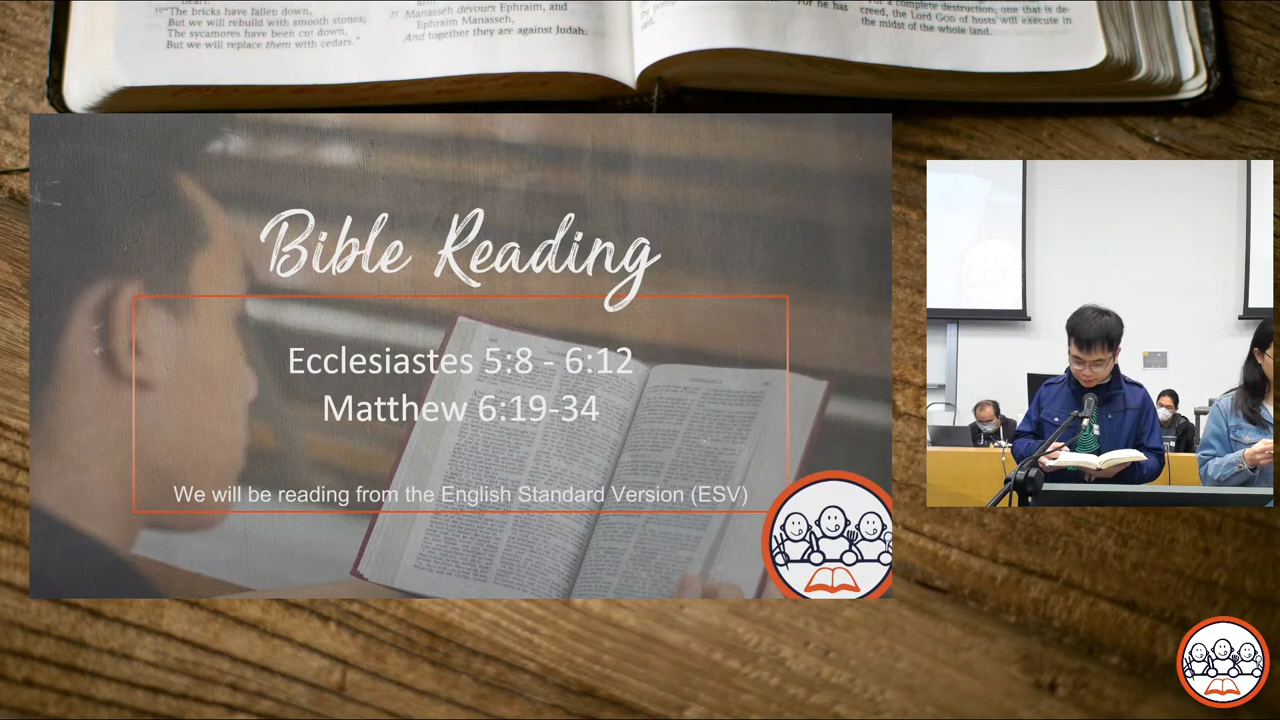 10 "The bricks have fallen down,
But we will rebuild with smooth stones;
The sycamores have been cut down,
But we will replace them with cedars."
21 Manasseh devours Ephraim, and
Ephraim Manasseh,
And together they are against Judah.
For he has
a complete destruction, one that is de-
creed, the Lord GOD of hosts will execute in
the midst of the whole land.
Bible Reading
Ecclesiastes 5:8 - 6:12
Matthew 6:19-34
We will be reading from the English Standard Version (ESV)